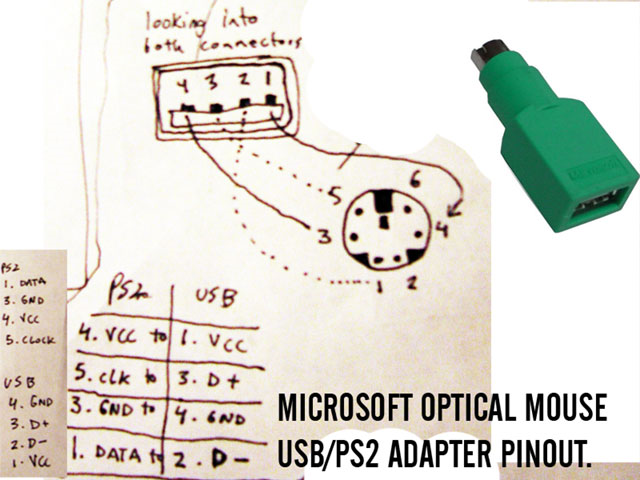 looking into
both connectors
4 3 2 1
5 6
3 4
1 2
Microsoft
PS2
1. DATA
3. GND
4. VCC
5. CLOCK
USB
4. GND
3. D+
2. D-
1. VCC
PS2 USB
4. VCC to 1. VCC
5. clk to 3. D+
3. GND to 4. GND
1. DATA to 2. D-
MICROSOFT OPTICAL MOUSE
USB/PS2 ADAPTER PINOUT.